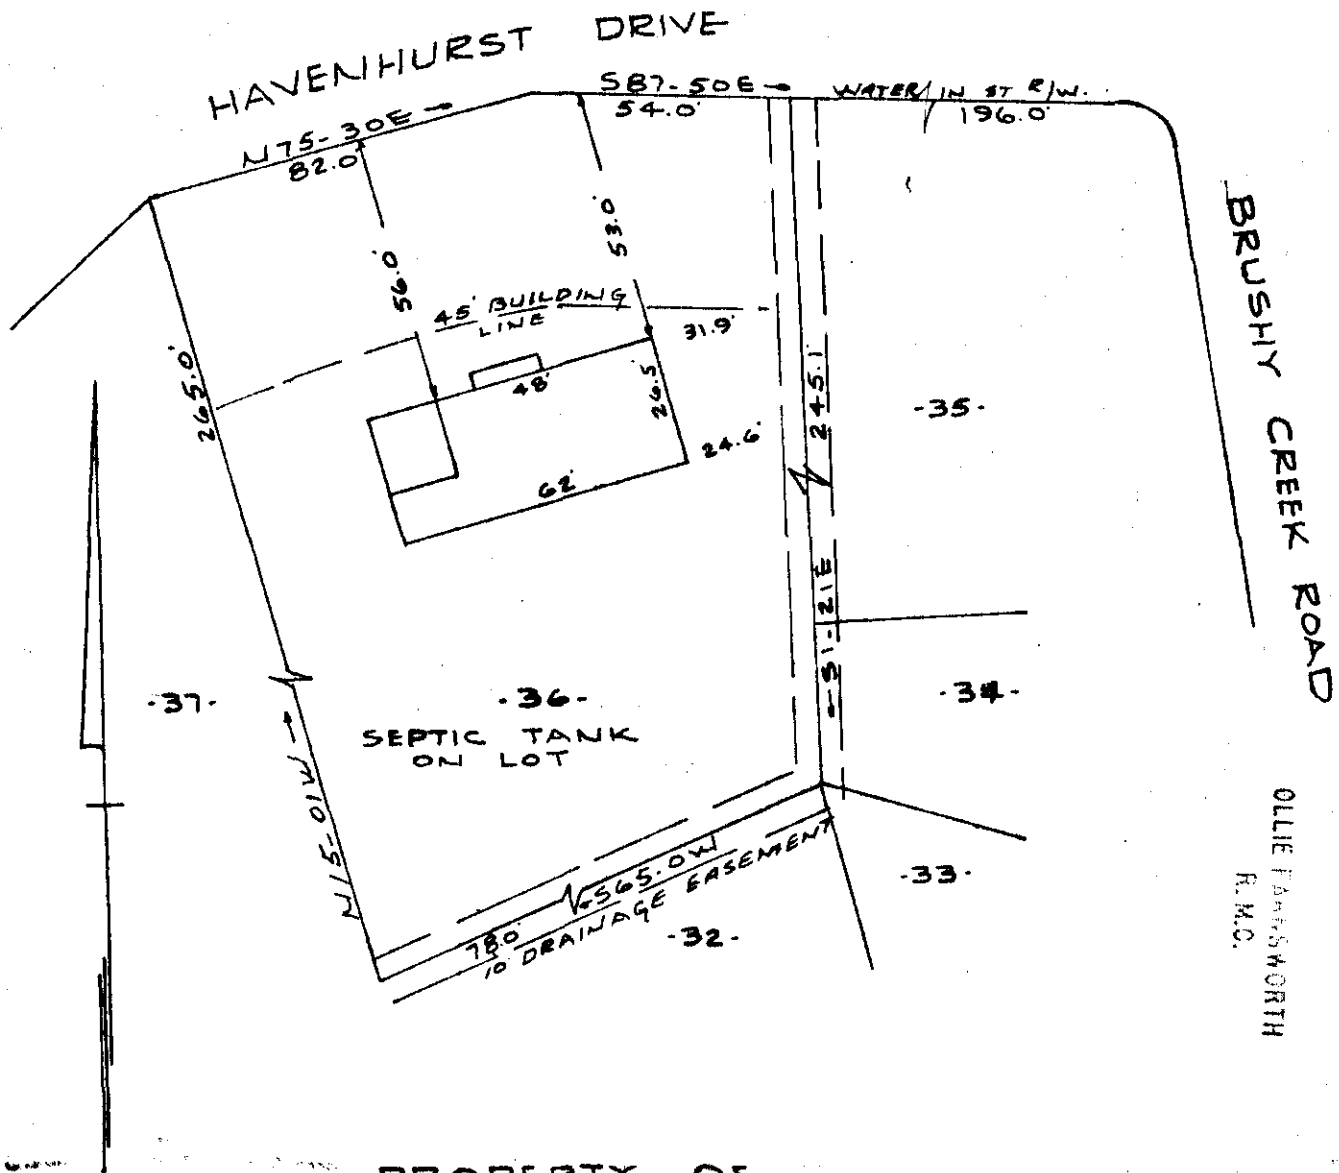 HAVENHURST DRIVE
N75-30E
82.0'
S87-50E
54.0'
WATER IN ST R/W.
196.0'
BRUSHY CREEK ROAD
56.0'
53.0'
45' BUILDING
LINE
31.9'
265.0'
48'
26.5'
24.6'
62'
245.1'
S1-21E
-35-
-34-
-37-
-36-
SEPTIC TANK
ON LOT
N15-01W
S65.0W
78.0'
10' DRAINAGE EASEMENT
-33-
-32-
OLLIE FARNSWORTH
R.M.C.
PROPERTY OF